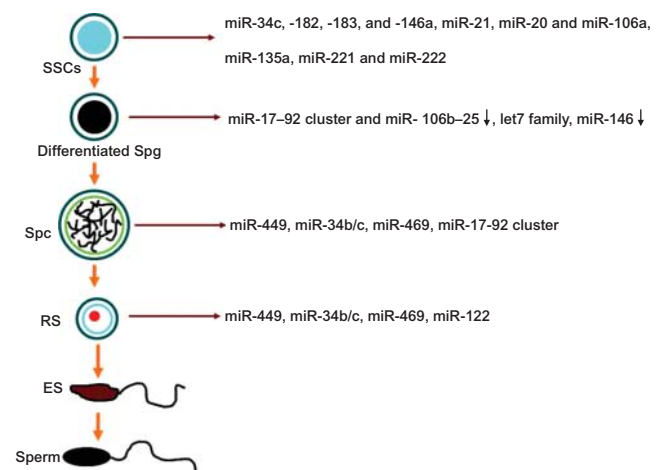 miR-34c, -182, -183, and -146a, miR-21, miR-20 and miR-106a,
miR-135a, miR-221 and miR-222
SSCs
miR-17–92 cluster and miR- 106b–25↓, let7 family, miR-146↓
Differentiated Spg
miR-449, miR-34b/c, miR-469, miR-17-92 cluster
Spc
miR-449, miR-34b/c, miR-469, miR-122
RS
ES
Sperm